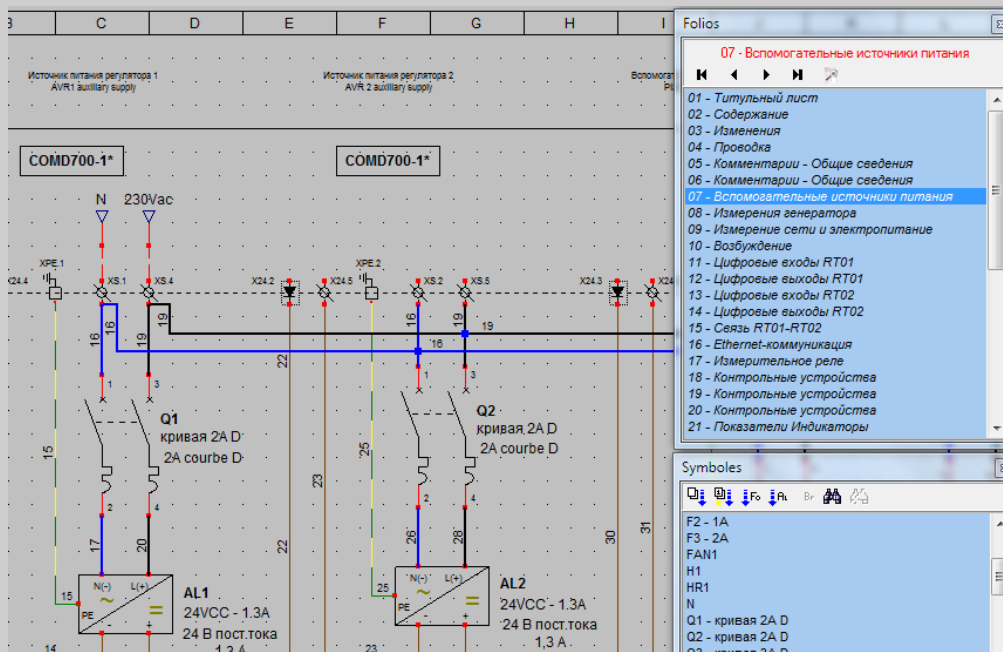 B C D E F G H I
Источник питания регулятора 1
AVR1 auxiliary supply
Источник питания регулятора 2
AVR 2 auxiliary supply
COMD700-1*
COMD700-1*
N 230Vac
XPE.1
XS.1 XS.4
X24.2 X24.5
XPE.2
XS.2 XS.5
X24.3
16 16 19 19
16 19 19
16
22
1 3
1 3
Q1
кривая 2A D
2A courbe D
Q2
кривая 2A D
2A courbe D
15 23 25
2 4
2 4
17 20 22 26 28 30 31
N(-) L(+)
15 PE
- +
AL1
24VCC - 1.3A
24 В пост.тока
1,3 А
N(-) L(+)
25 PE
- +
AL2
24VCC - 1.3A
24 В пост.тока
1,3 А
14 23
Folios
07 - Вспомогательные источники питания
01 - Титульный лист
02 - Содержание
03 - Изменения
04 - Проводка
05 - Комментарии - Общие сведения
06 - Комментарии - Общие сведения
07 - Вспомогательные источники питания
08 - Измерения генератора
09 - Измерение сети и электропитание
10 - Возбуждение
11 - Цифровые входы RT01
12 - Цифровые выходы RT01
13 - Цифровые входы RT02
14 - Цифровые выходы RT02
15 - Связь RT01-RT02
16 - Ethernet-коммуникация
17 - Измерительное реле
18 - Контрольные устройства
19 - Контрольные устройства
20 - Контрольные устройства
21 - Показатели Индикаторы
Symboles
Fo Br
F2 - 1A
F3 - 2A
FAN1
H1
HR1
N
Q1 - кривая 2A D
Q2 - кривая 2A D